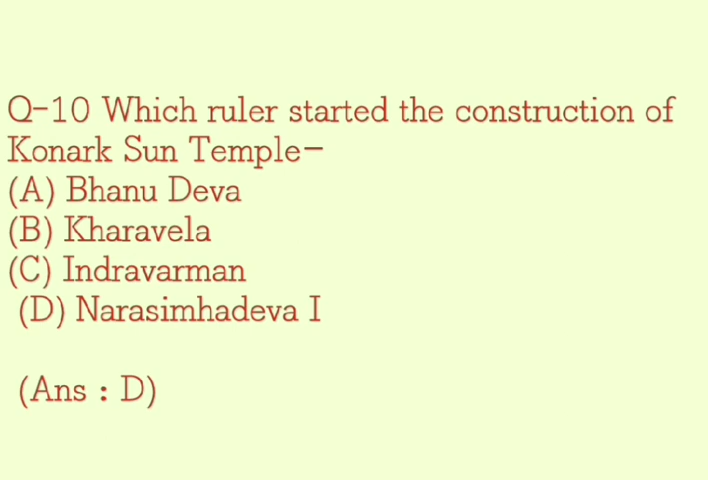 Q-10 Which ruler started the construction of
Konark Sun Temple-
(A) Bhanu Deva
(B) Kharavela
(C) Indravarman
(D) Narasimhadeva I
(Ans : D)